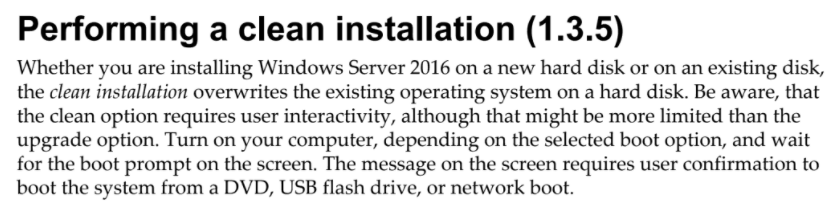 Performing a clean installation (1.3.5)
Whether you are installing Windows Server 2016 on a new hard disk or on an existing disk,
the clean installation overwrites the existing operating system on a hard disk. Be aware, that
the clean option requires user interactivity, although that might be more limited than the
upgrade option. Turn on your computer, depending on the selected boot option, and wait
for the boot prompt on the screen. The message on the screen requires user confirmation to
boot the system from a DVD, USB flash drive, or network boot.